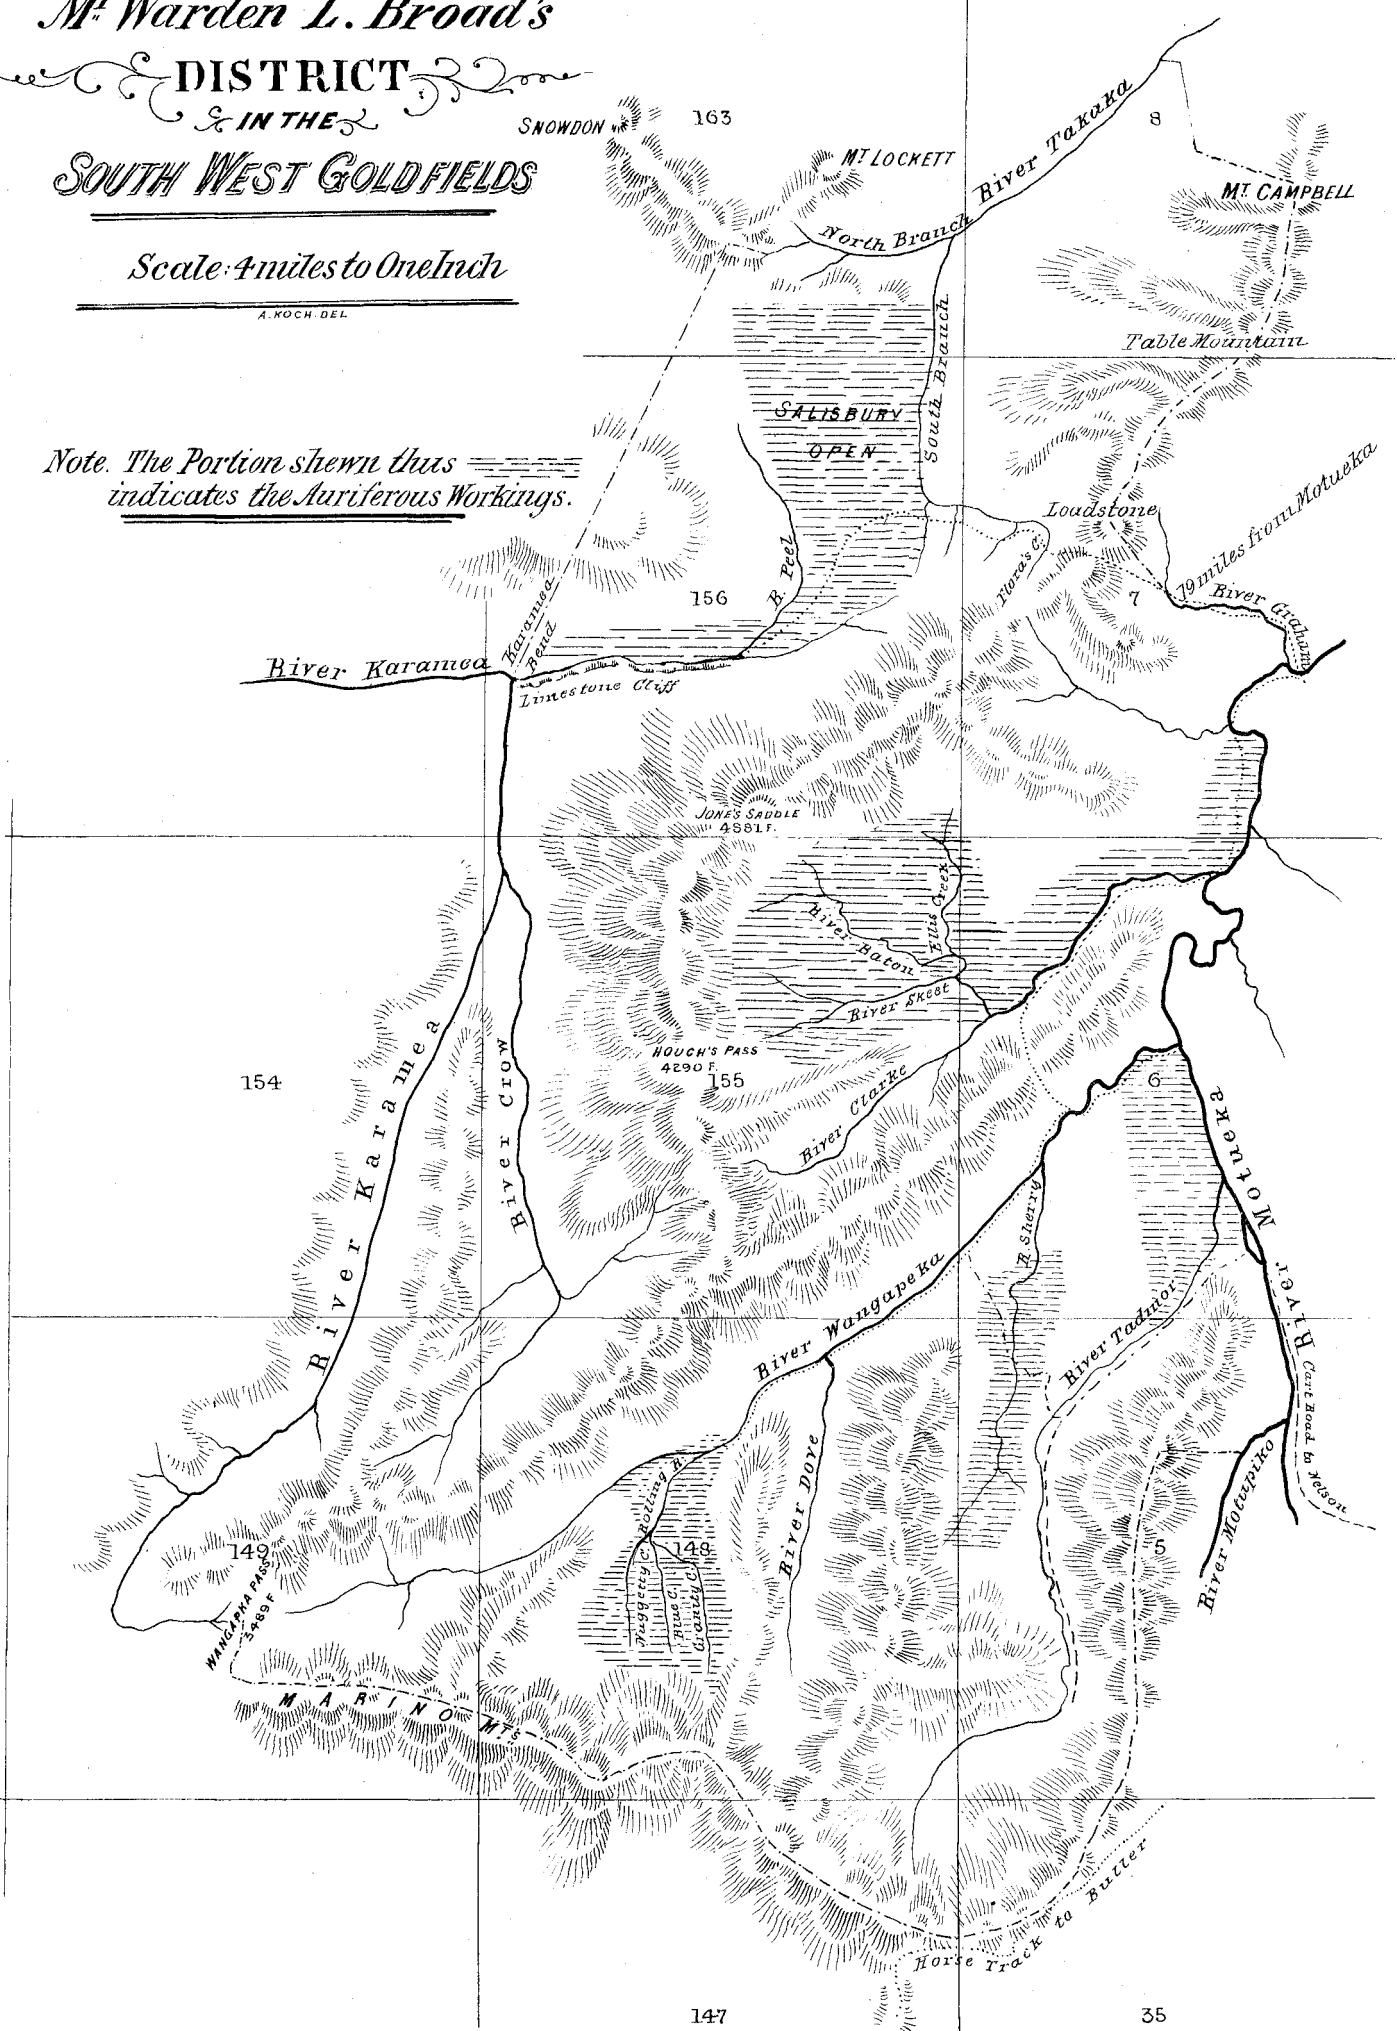 Mr Warden L. Broad's
DISTRICT
IN THE
SOUTH WEST GOLDFIELDS
Scale: 4 miles to One Inch
A. KOCH. DEL
Note. The Portion shewn thus
indicates the Auriferous Workings.
SNOWDON
163
MT LOCKETT
River Takaka
8
MT. CAMPBELL
North Branch
South Branch
Table Mountain
SALISBURY
OPEN
Loadstone
19 miles from Motueka
Flora's C.
R. Peel
156
7
River Graham
Karamea
Bend
River Karamea
Limestone Cliff
JONE'S SADDLE
4881 F.
River Baton
Ellis Creek
River Skeet
HOUGH'S PASS
4290 F.
155
154
River Karamea
River Crow
River Clarke
6
River Motueka
R. Sherry
River Wangapeka
River Tadmor
Cart Road to Nelson
River Motupiko
River Dove
Rolling R.
148
Nuggetty C.
Blue C.
Granity C.
149
WANGAPKA PASS
3489 F
5
MARINO MTS
Horse Track to Buller
147
35